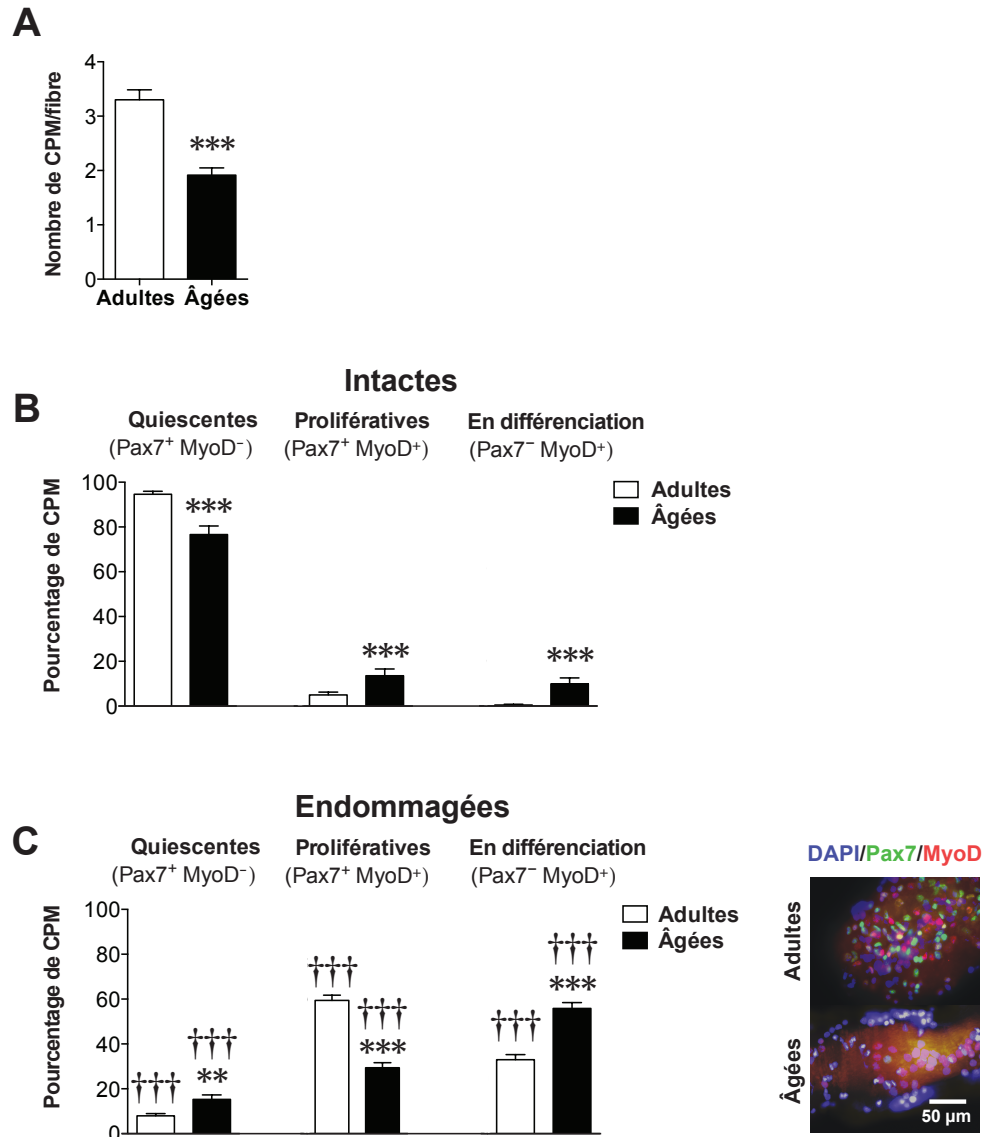 A
Nombre de CPM/fibre
4
3
2
1
0
***
Adultes Âgées
Intactes
B
Quiescentes Prolifératives En différenciation
(Pax7+ MyoD-) (Pax7+ MyoD+) (Pax7- MyoD+)
Pourcentage de CPM
100
80
60
40
20
0
***
***
***
Adultes
Âgées
Endommagées
C
Quiescentes Prolifératives En différenciation
(Pax7+ MyoD-) (Pax7+ MyoD+) (Pax7- MyoD+)
Pourcentage de CPM
100
80
60
40
20
0
†††
†††
**
†††
†††
***
†††
†††
***
Adultes
Âgées
DAPI/Pax7/MyoD
Adultes
Âgées
50 µm